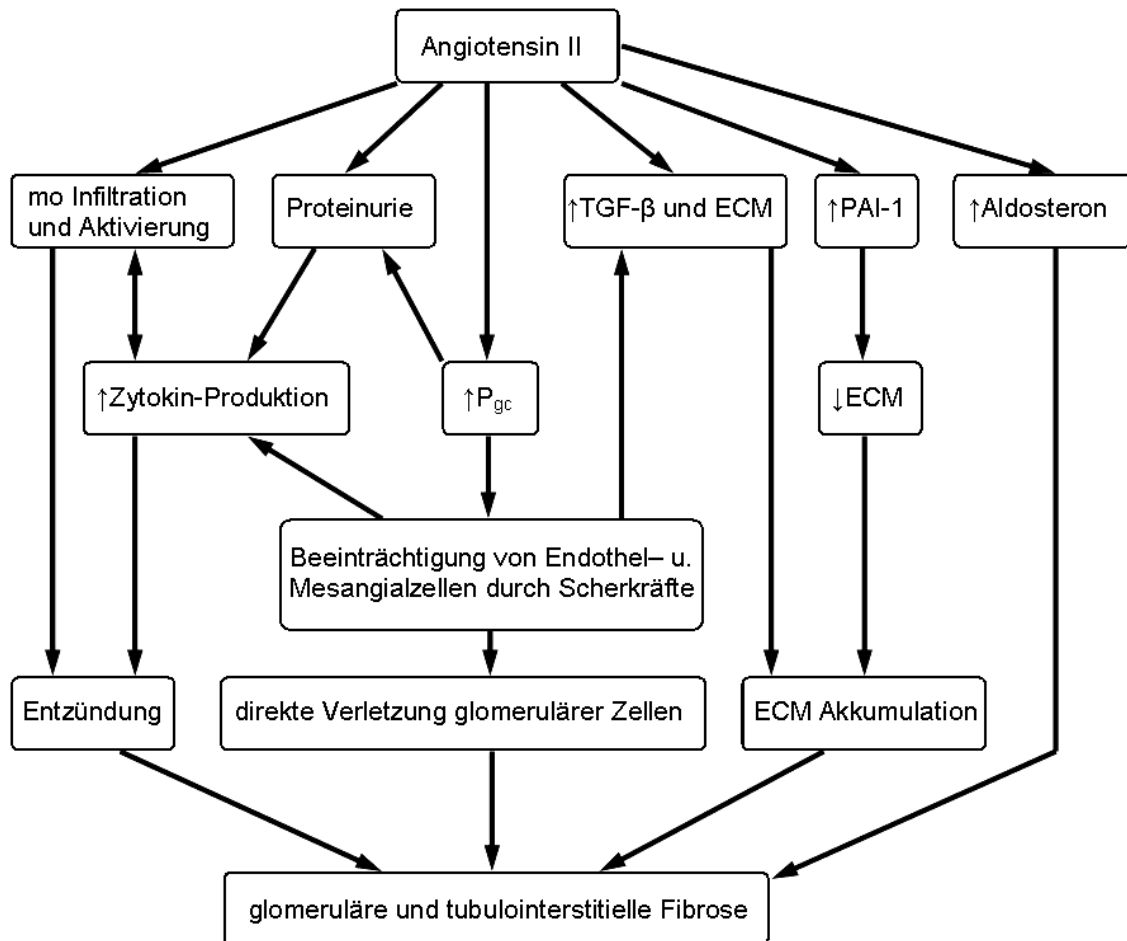 Angiotensin II
mo Infiltration
und Aktivierung
Proteinurie
↑TGF-β und ECM
↑PAI-1
↑Aldosteron
↑Zytokin-Produktion
↑Pgc
↓ECM
Beeinträchtigung von Endothel– u.
Mesangialzellen durch Scherkräfte
Entzündung
direkte Verletzung glomerulärer Zellen
ECM Akkumulation
glomeruläre und tubulointerstitielle Fibrose